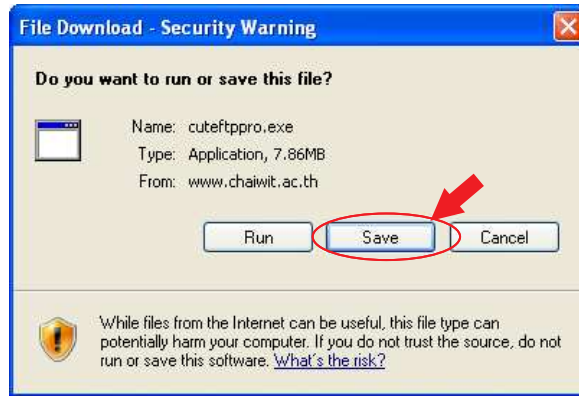 File Download - Security Warning
Do you want to run or save this file?
Name: cuteftppro.exe
Type: Application, 7.86MB
From: www.chaiwit.ac.th
Run Save Cancel
While files from the Internet can be useful, this file type can
potentially harm your computer. If you do not trust the source, do not
run or save this software. What's the risk?